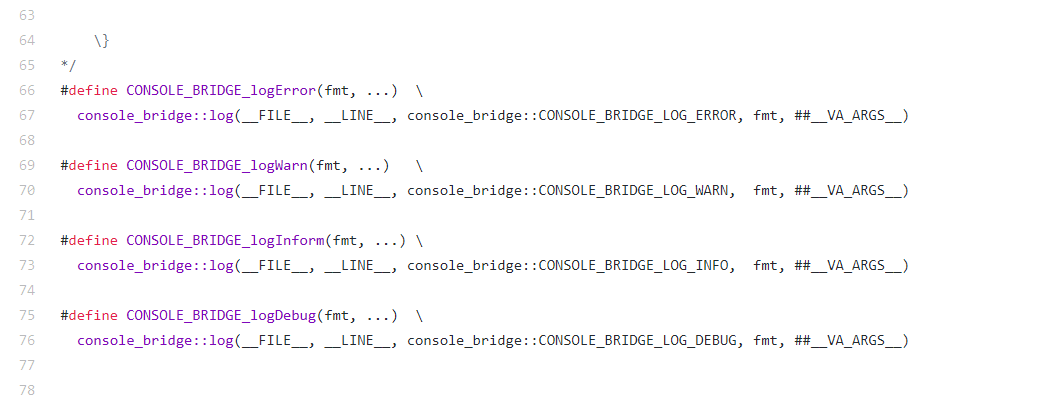 63
64     \}
65 */
66 #define CONSOLE_BRIDGE_logError(fmt, ...)  \
67   console_bridge::log(__FILE__, __LINE__, console_bridge::CONSOLE_BRIDGE_LOG_ERROR, fmt, ##__VA_ARGS__)
68
69 #define CONSOLE_BRIDGE_logWarn(fmt, ...)   \
70   console_bridge::log(__FILE__, __LINE__, console_bridge::CONSOLE_BRIDGE_LOG_WARN,  fmt, ##__VA_ARGS__)
71
72 #define CONSOLE_BRIDGE_logInform(fmt, ...) \
73   console_bridge::log(__FILE__, __LINE__, console_bridge::CONSOLE_BRIDGE_LOG_INFO,  fmt, ##__VA_ARGS__)
74
75 #define CONSOLE_BRIDGE_logDebug(fmt, ...)  \
76   console_bridge::log(__FILE__, __LINE__, console_bridge::CONSOLE_BRIDGE_LOG_DEBUG, fmt, ##__VA_ARGS__)
77
78